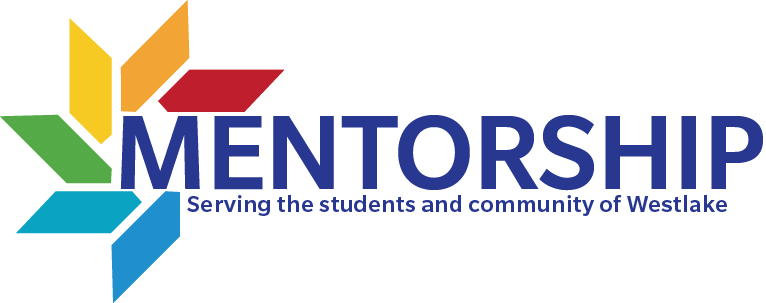 MENTORSHIP
Serving the students and community of Westlake